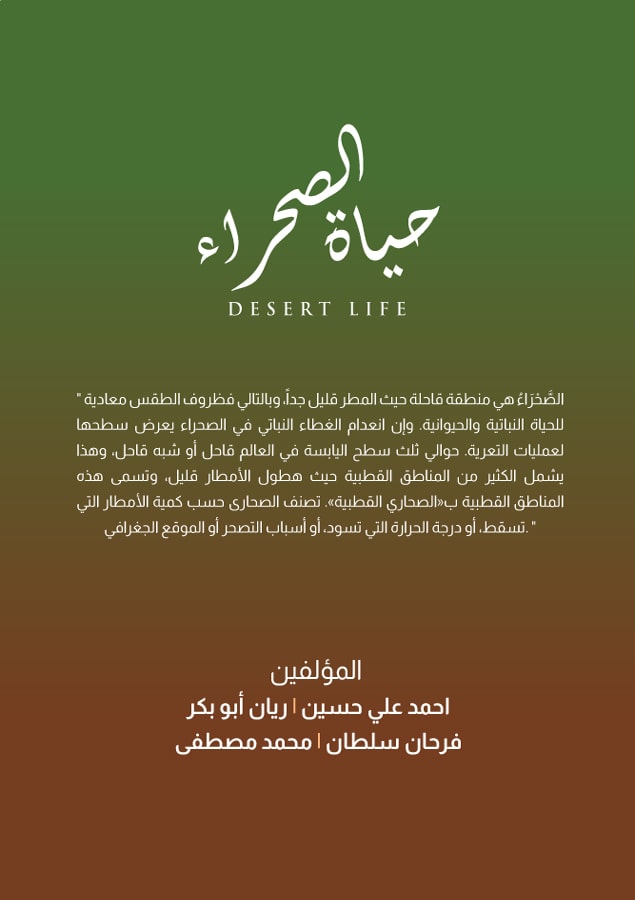 حياة الصحراء
DESERT LIFE
الصَّحْرَاءُ هي منطقة قاحلة حيث المطر قليل جداً، وبالتالي فظروف الطقس معادية "
للحياة النباتية والحيوانية. وإن انعدام الغطاء النباتي في الصحراء يعرض سطحها
لعمليات التعرية. حوالي ثلث سطح اليابسة في العالم قاحل أو شبه قاحل، وهذا
يشمل الكثير من المناطق القطبية حيث هطول الأمطار قليل، وتسمى هذه
المناطق القطبية ب«الصحاري القطبية». تصنف الصحارى حسب كمية الأمطار التي
" .تسقط، أو درجة الحرارة التي تسود، أو أسباب التصحر أو الموقع الجغرافي
المؤلفين
احمد علي حسين | ريان أبو بكر
فرحان سلطان | محمد مصطفى